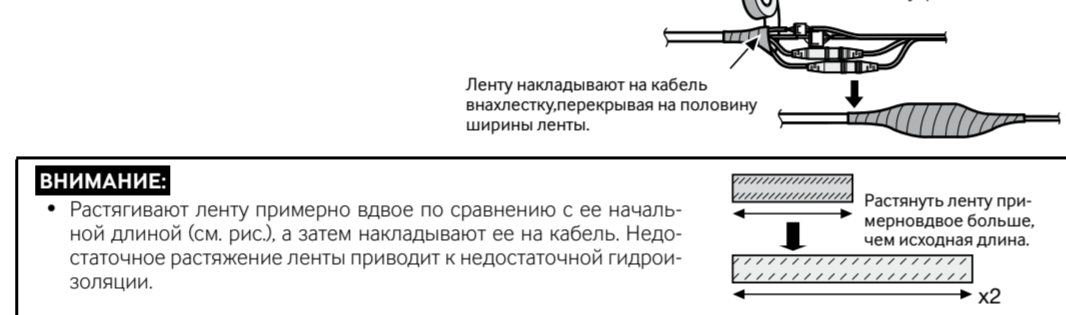 Ленту накладывают на кабель
внахлестку,перекрывая на половину
ширины ленты.
ВНИМАНИЕ:
• Растягивают ленту примерно вдвое по сравнению с ее началь-
ной длиной (см. рис.), а затем накладывают ее на кабель. Недо-
статочное растяжение ленты приводит к недостаточной гидрои-
золяции.
Растянуть ленту при-
мерновдвое больше,
чем исходная длина.
x2